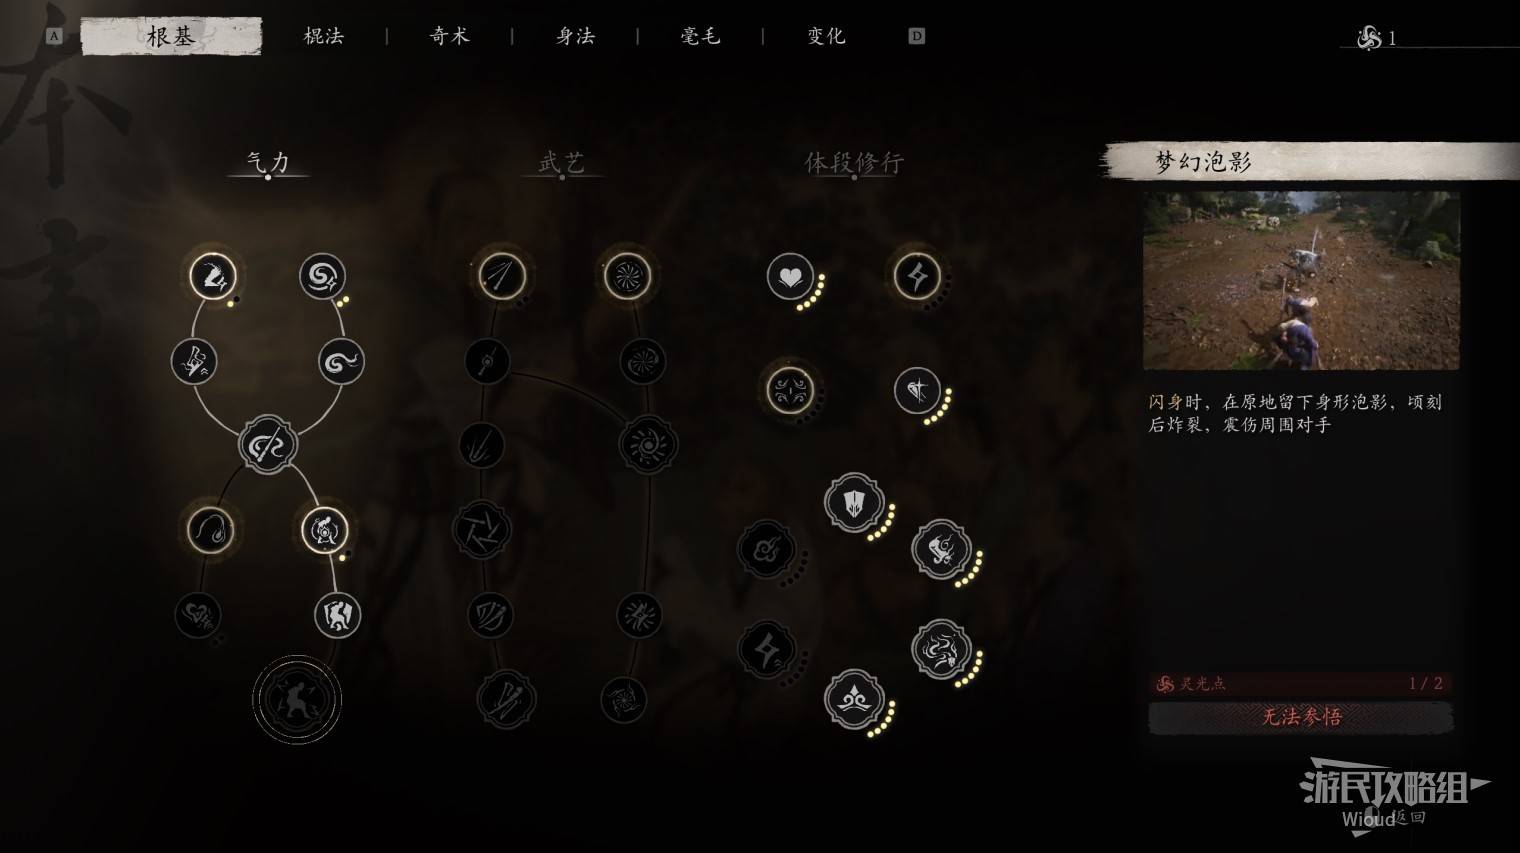 A
根基
棍法
奇术
身法
毫毛
变化
D
1
气力
武艺
体段修行
梦幻泡影
闪身时，在原地留下身形泡影，顷刻
后炸裂，震伤周围对手
灵光点
1 / 2
无法参悟
游民攻略组
Wioud
返回